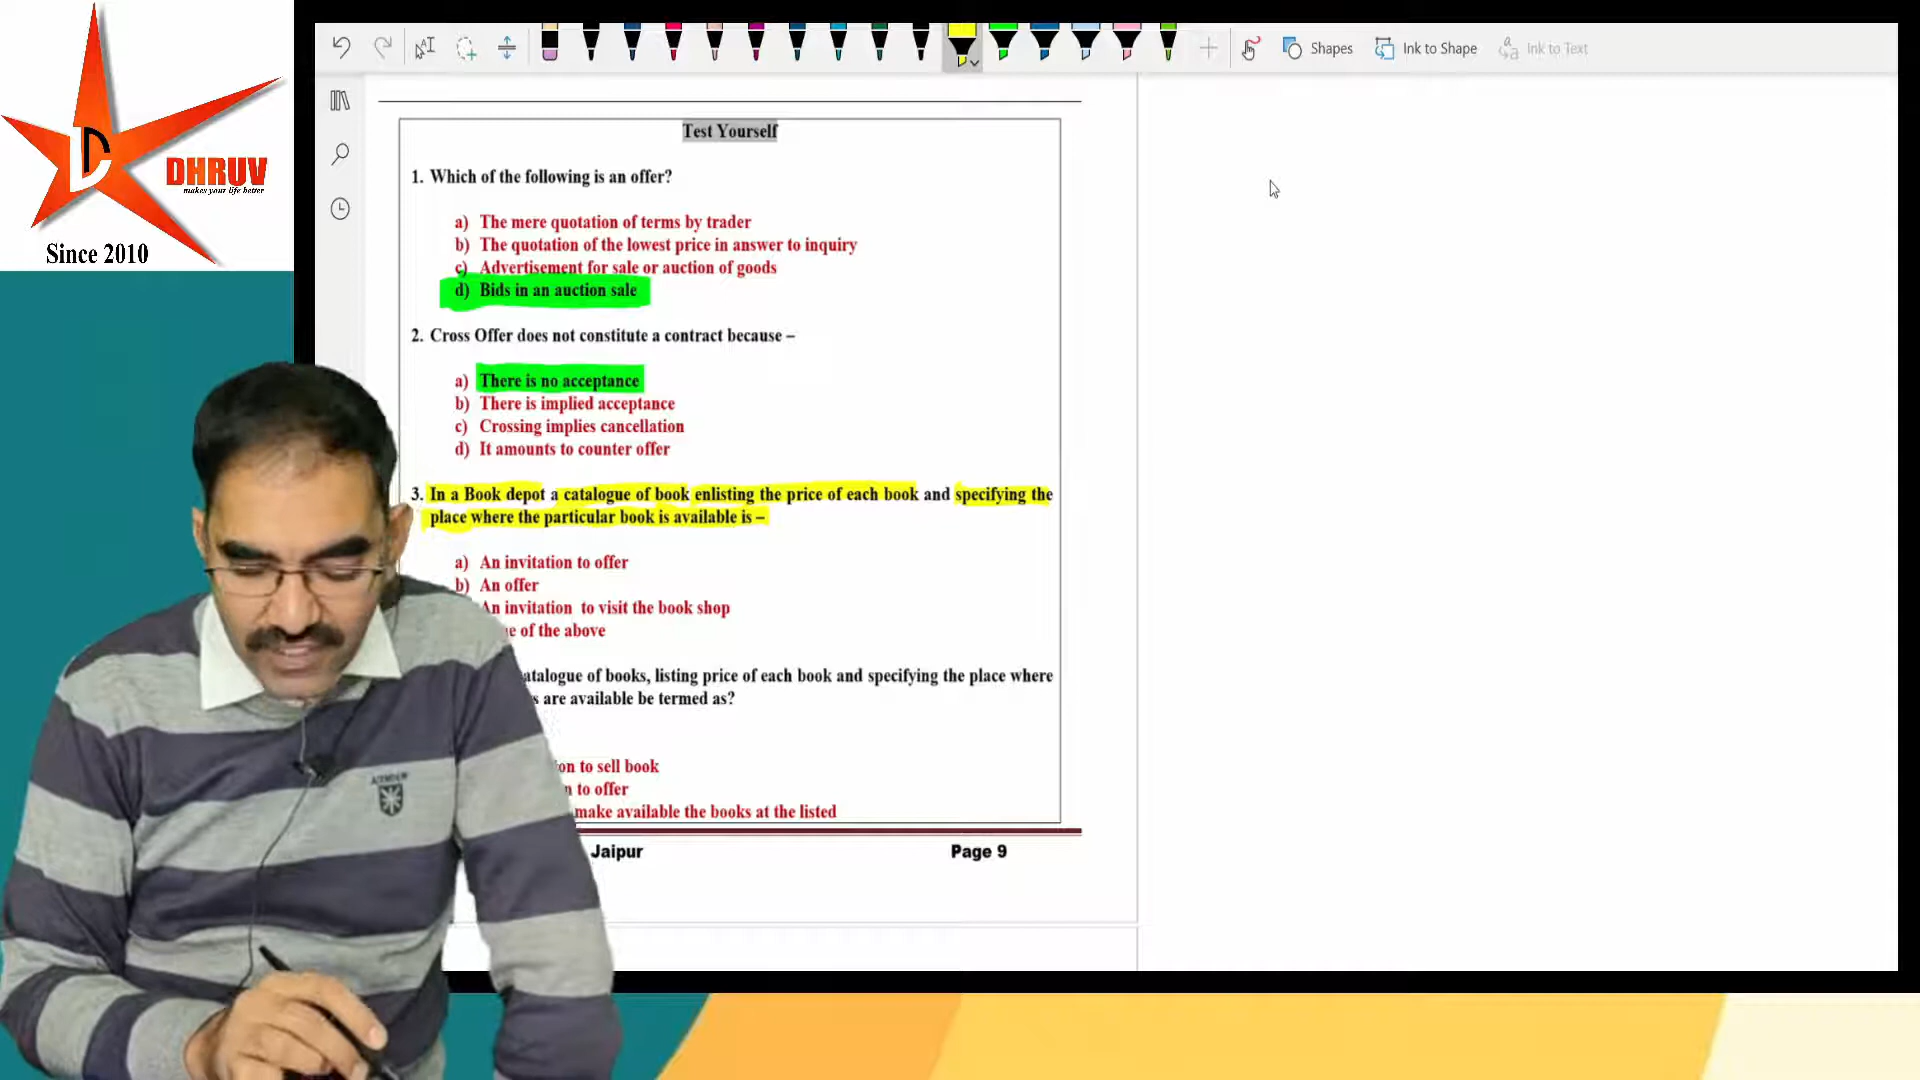 DC
DHRUV
makes your life better
Since 2010
Shapes
Ink to Shape
Ink to Text
Test Yourself
1. Which of the following is an offer?
a) The mere quotation of terms by trader
b) The quotation of the lowest price in answer to inquiry
c) Advertisement for sale or auction of goods
d) Bids in an auction sale
2. Cross Offer does not constitute a contract because –
a) There is no acceptance
b) There is implied acceptance
c) Crossing implies cancellation
d) It amounts to counter offer
3. In a Book depot a catalogue of book enlisting the price of each book and specifying the
place where the particular book is available is –
a) An invitation to offer
b) An offer
An invitation to visit the book shop
of the above
of books, listing price of each book and specifying the place where
are available be termed as?
to sell book
to offer
make available the books at the listed
Jaipur
Page 9